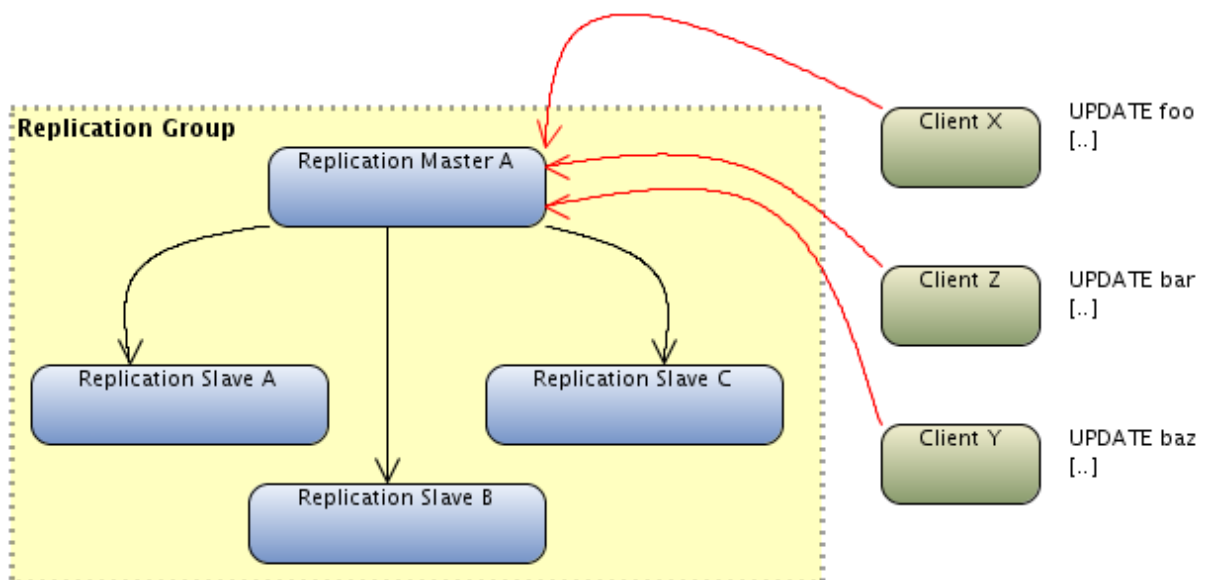 Replication Group
Replication Master A
Replication Slave A
Replication Slave C
Replication Slave B
Client X
UPDATE foo
[..]
Client Z
UPDATE bar
[..]
Client Y
UPDATE baz
[..]